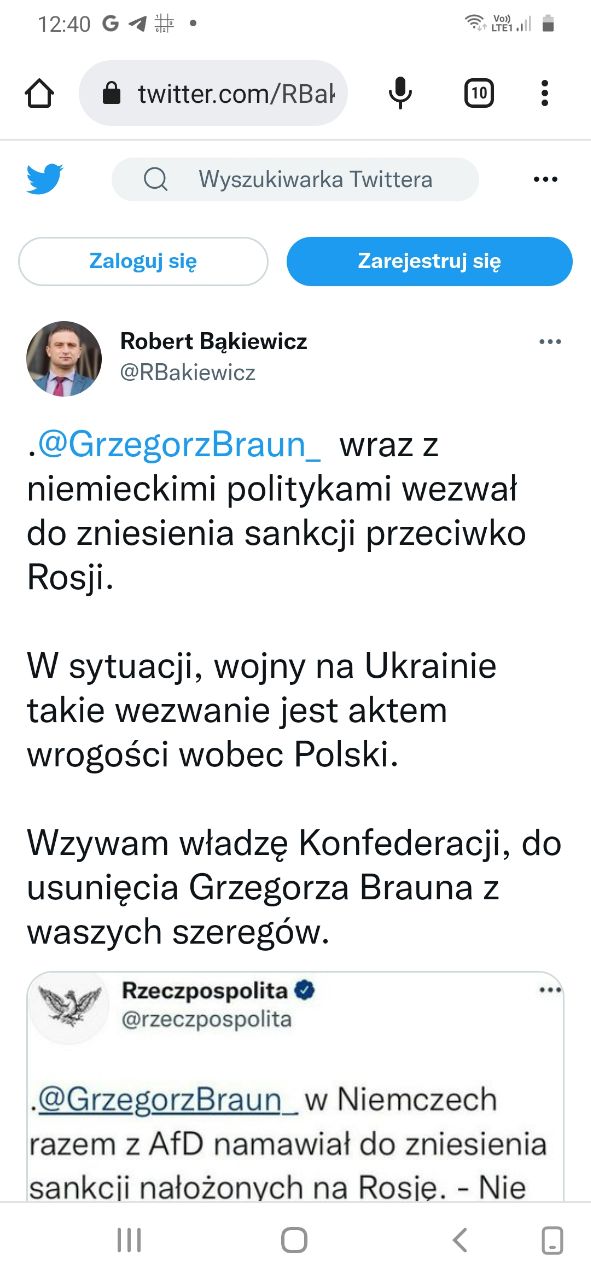 12:40
Vo))
LTE1
twitter.com/RBak
10
Wyszukiwarka Twittera
Zaloguj się
Zarejestruj się
Robert Bąkiewicz
@RBakiewicz
.@GrzegorzBraun_ wraz z
niemieckimi politykami wezwał
do zniesienia sankcji przeciwko
Rosji.
W sytuacji, wojny na Ukrainie
takie wezwanie jest aktem
wrogości wobec Polski.
Wzywam władzę Konfederacji, do
usunięcia Grzegorza Brauna z
waszych szeregów.
Rzeczpospolita
@rzeczpospolita
.@GrzegorzBraun_ w Niemczech
razem z AfD namawiał do zniesienia
sankcji nałożonych na Rosję. - Nie